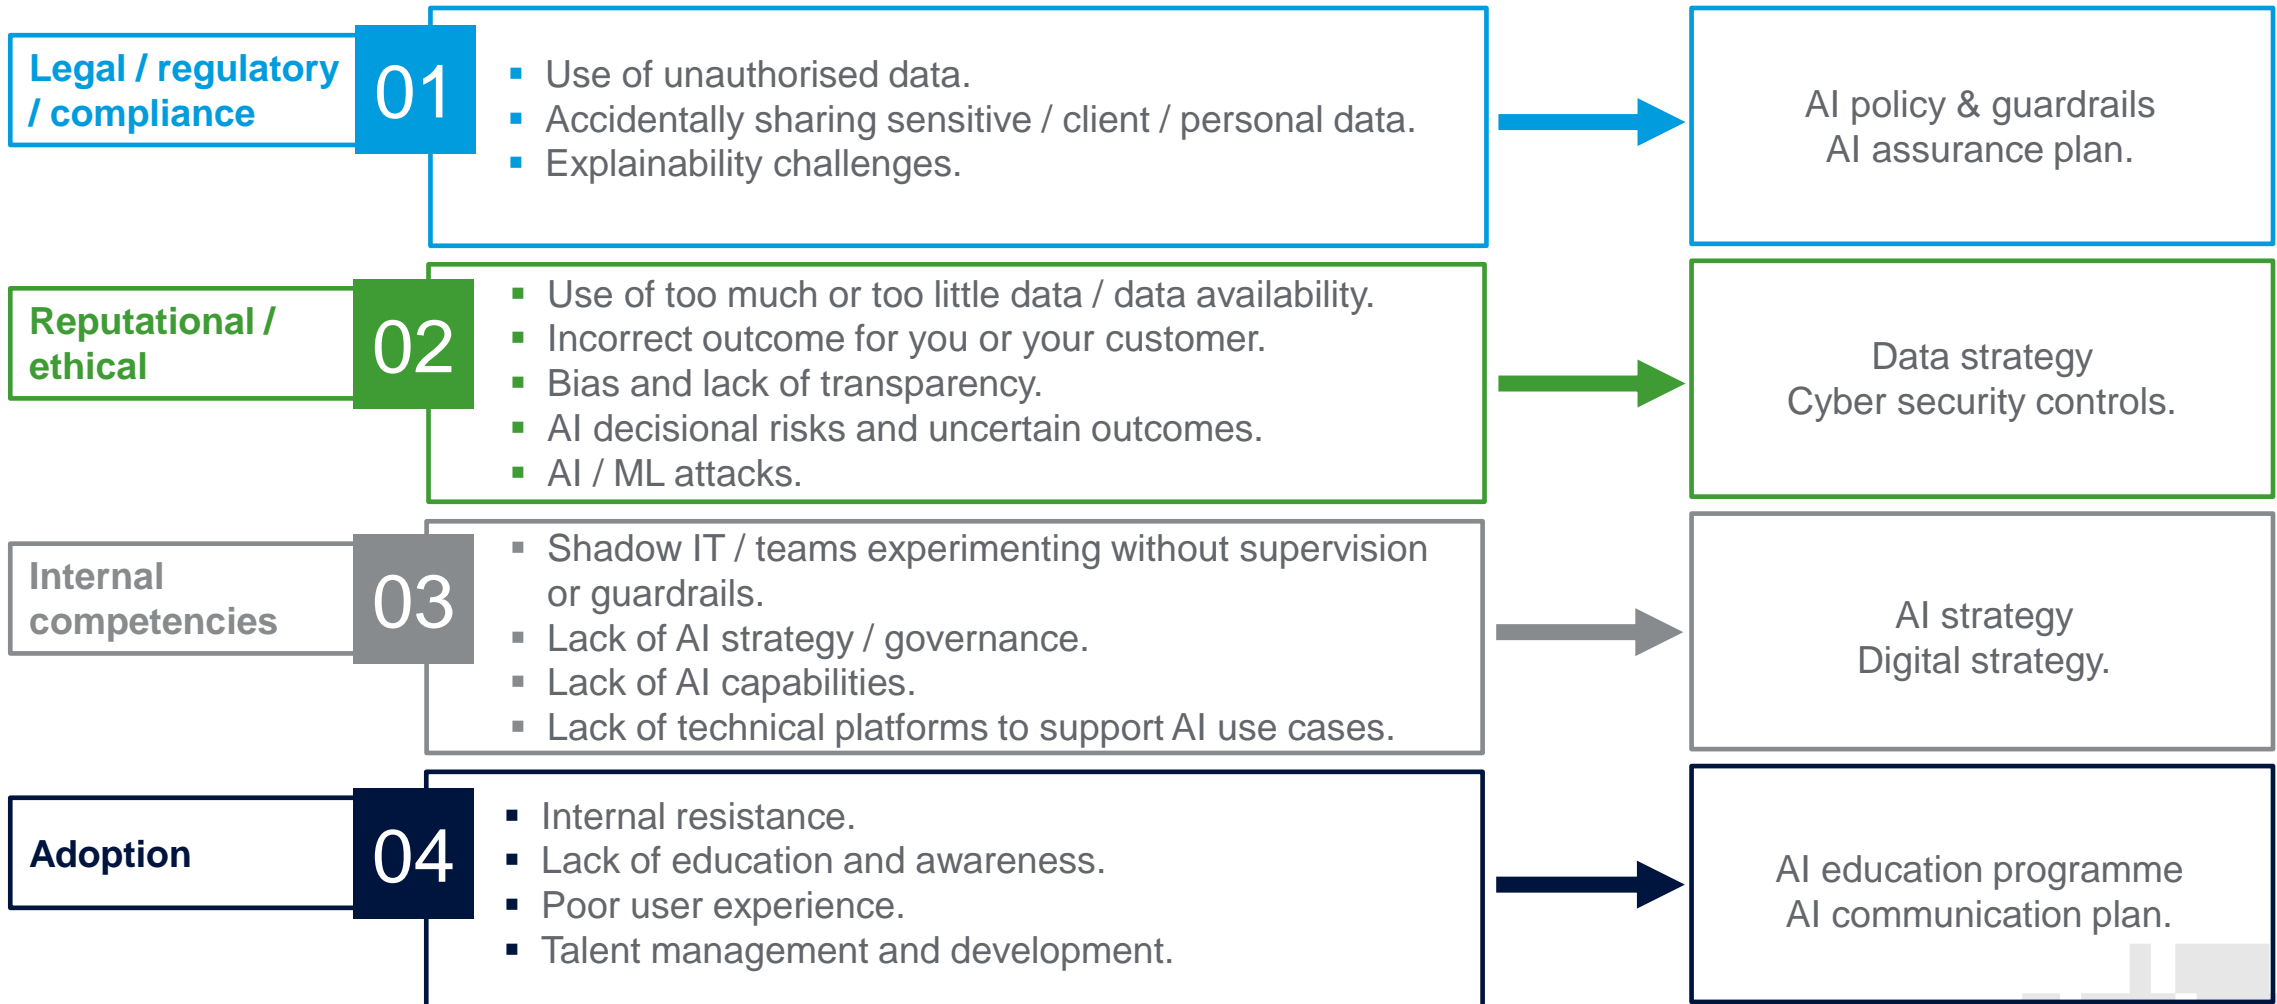 Legal / regulatory
/ compliance
01
Use of unauthorised data.
Accidentally sharing sensitive / client / personal data.
Explainability challenges.
AI policy & guardrails
AI assurance plan.
Reputational /
ethical
02
Use of too much or too little data / data availability.
Incorrect outcome for you or your customer.
Bias and lack of transparency.
AI decisional risks and uncertain outcomes.
AI / ML attacks.
Data strategy
Cyber security controls.
Internal
competencies
03
Shadow IT / teams experimenting without supervision
or guardrails.
Lack of AI strategy / governance.
Lack of AI capabilities.
Lack of technical platforms to support AI use cases.
AI strategy
Digital strategy.
Adoption
04
Internal resistance.
Lack of education and awareness.
Poor user experience.
Talent management and development.
AI education programme
AI communication plan.